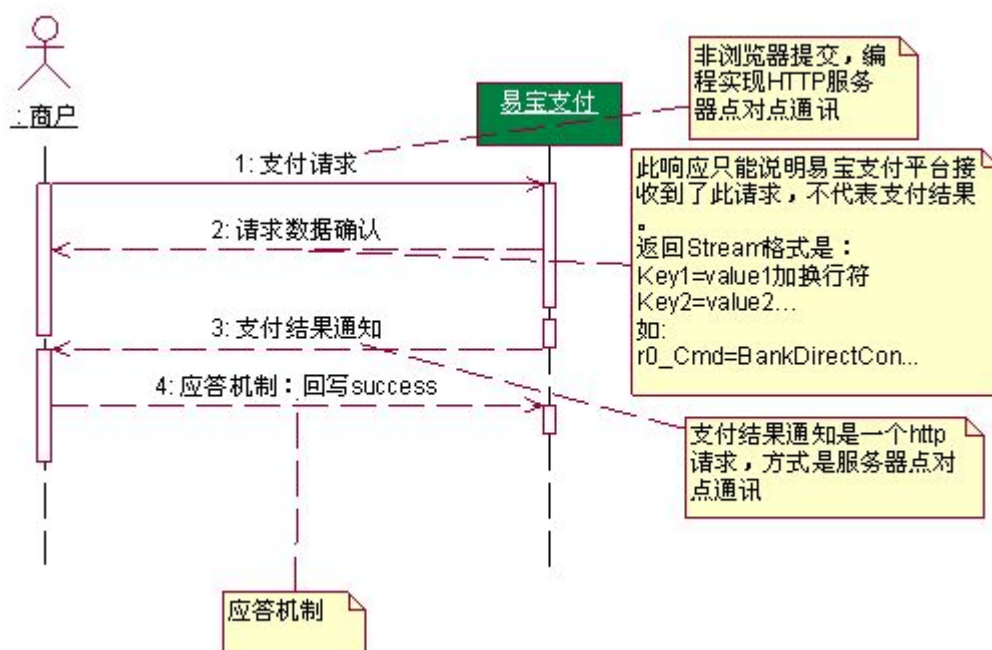 非浏览器提交，编
程实现HTTP服务
器点对点通讯
易宝支付
: 商户
1: 支付请求
此响应只能说明易宝支付平台接
收到了此请求，不代表支付结果
。
返回Stream格式是：
Key1=value1加换行符
Key2=value2...
如:
r0_Cmd=BankDirectCon...
2: 请求数据确认
3: 支付结果通知
4: 应答机制：回写success
支付结果通知是一个http
请求，方式是服务器点对
点通讯
应答机制